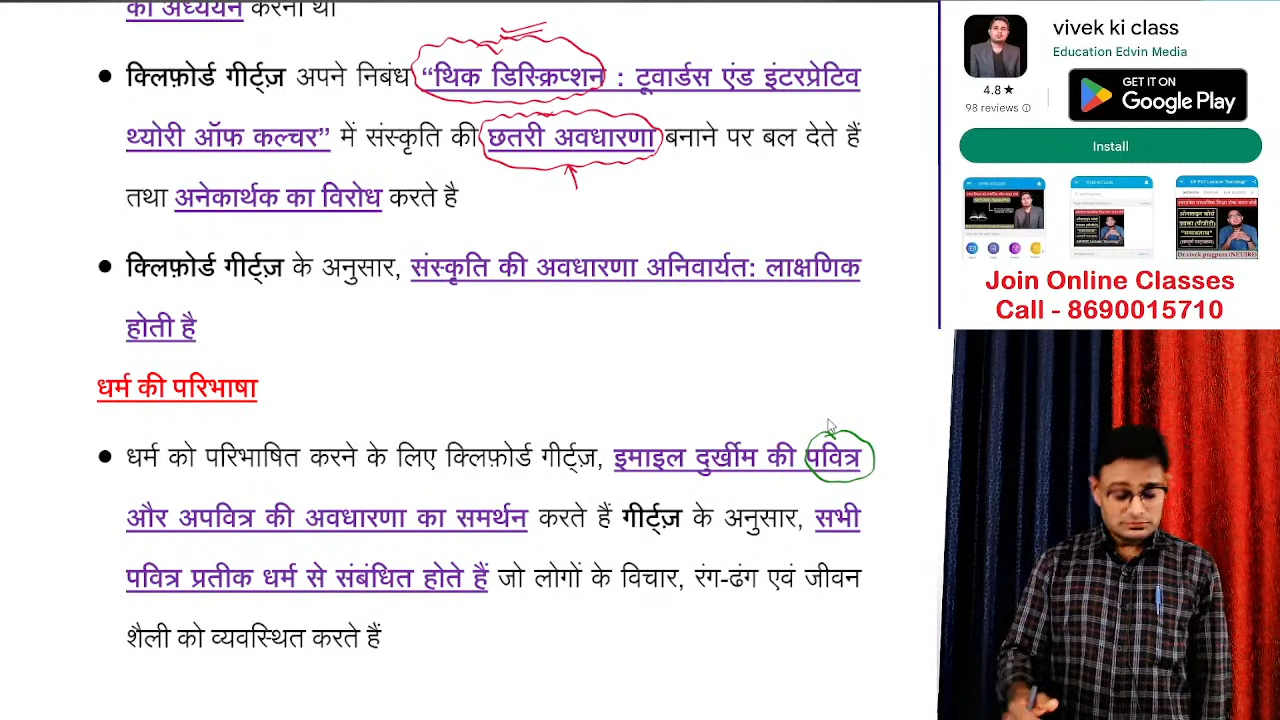 का अध्ययन करना था
● क्लिफ़ोर्ड गीर्ट्ज़ अपने निबंध “थिक डिस्क्रिप्शन : टूवार्डस एंड इंटरप्रेटिव
थ्योरी ऑफ कल्चर” में संस्कृति की छतरी अवधारणा बनाने पर बल देते हैं
तथा अनेकार्थक का विरोध करते है
● क्लिफ़ोर्ड गीर्ट्ज़ के अनुसार, संस्कृति की अवधारणा अनिवार्यत: लाक्षणिक
होती है
धर्म की परिभाषा
● धर्म को परिभाषित करने के लिए क्लिफ़ोर्ड गीर्ट्ज़, इमाइल दुर्खीम की पवित्र
और अपवित्र की अवधारणा का समर्थन करते हैं गीर्ट्ज़ के अनुसार, सभी
पवित्र प्रतीक धर्म से संबंधित होते हैं जो लोगों के विचार, रंग-ढंग एवं जीवन
शैली को व्यवस्थित करते हैं
vivek ki class
Education Edvin Media
4.8★
98 reviews
GET IT ON
Google Play
Install
Join Online Classes
Call - 8690015710